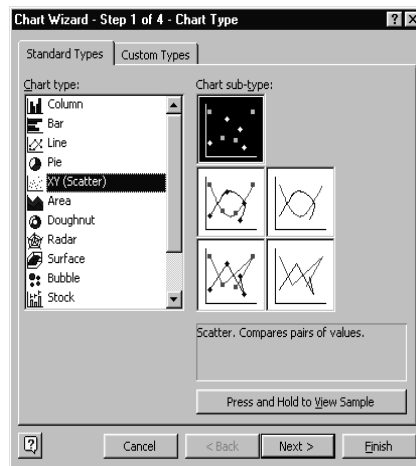 Chart Wizard - Step 1 of 4 - Chart Type
Standard Types
Custom Types
Chart type:
Column
Bar
Line
Pie
XY (Scatter)
Area
Doughnut
Radar
Surface
Bubble
Stock
Chart sub-type:
Scatter. Compares pairs of values.
Press and Hold to View Sample
Cancel
< Back
Next >
Finish